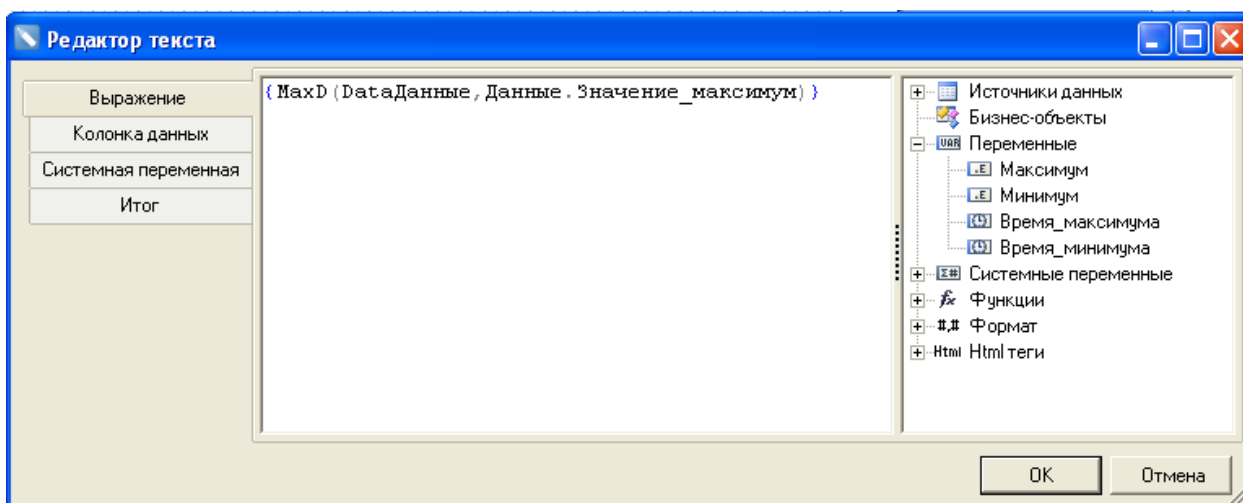 Редактор текста
Выражение
Колонка данных
Системная переменная
Итог
{MaxD(DataДанные,Данные.Значение_максимум)}
Источники данных
Бизнес-объекты
Переменные
Максимум
Минимум
Время_максимума
Время_минимума
Системные переменные
Функции
Формат
Html теги
OK
Отмена